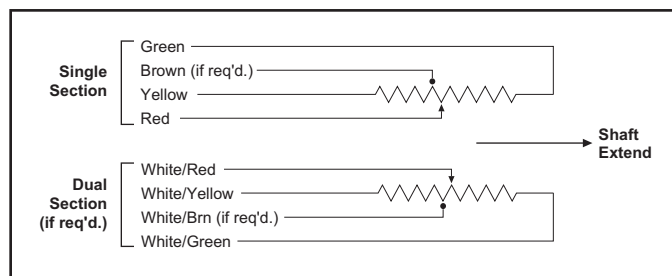 Single
Section
Green
Brown (if req'd.)
Yellow
Red
Shaft
Extend
Dual
Section
(if req'd.)
White/Red
White/Yellow
White/Brn (if req'd.)
White/Green